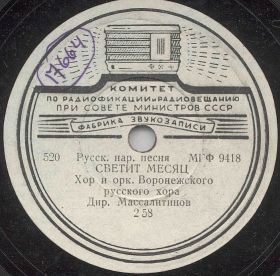 17664
КОМИТЕТ
ПО РАДИОФИКАЦИИ и РАДИОВЕЩАНИЮ
ПРИ СОВЕТЕ МИНИСТРОВ СССР
ФАБРИКА ЗВУКОЗАПИСИ
520 Русск. нар. песня МГФ 9418
СВЕТИТ МЕСЯЦ
Хор и орк. Воронежского
русского хора
Дир. Массалитинов
2 58